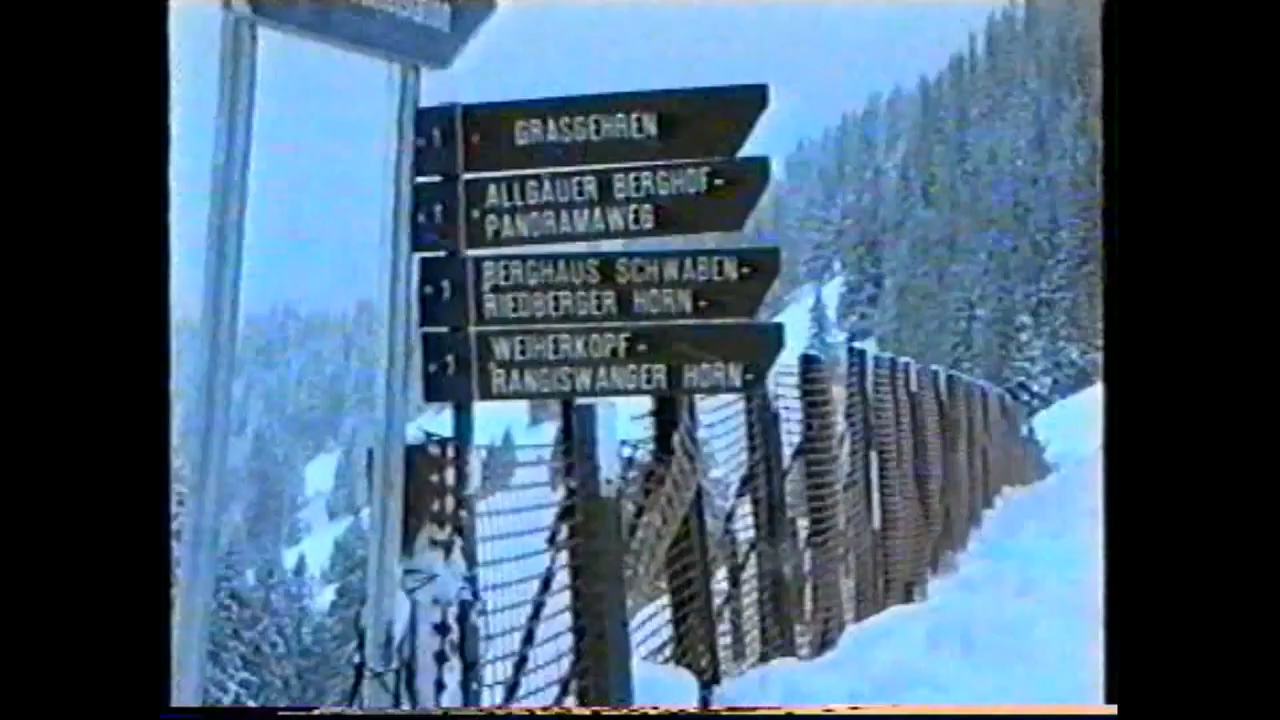 GRASGEHREN
ALLGÄUER BERGHOF-
PANORAMAWEG
BERGHAUS SCHWABEN-
RIEDBERGER HORN-
WEIHERKOPF-
RANGISWANGER HORN-